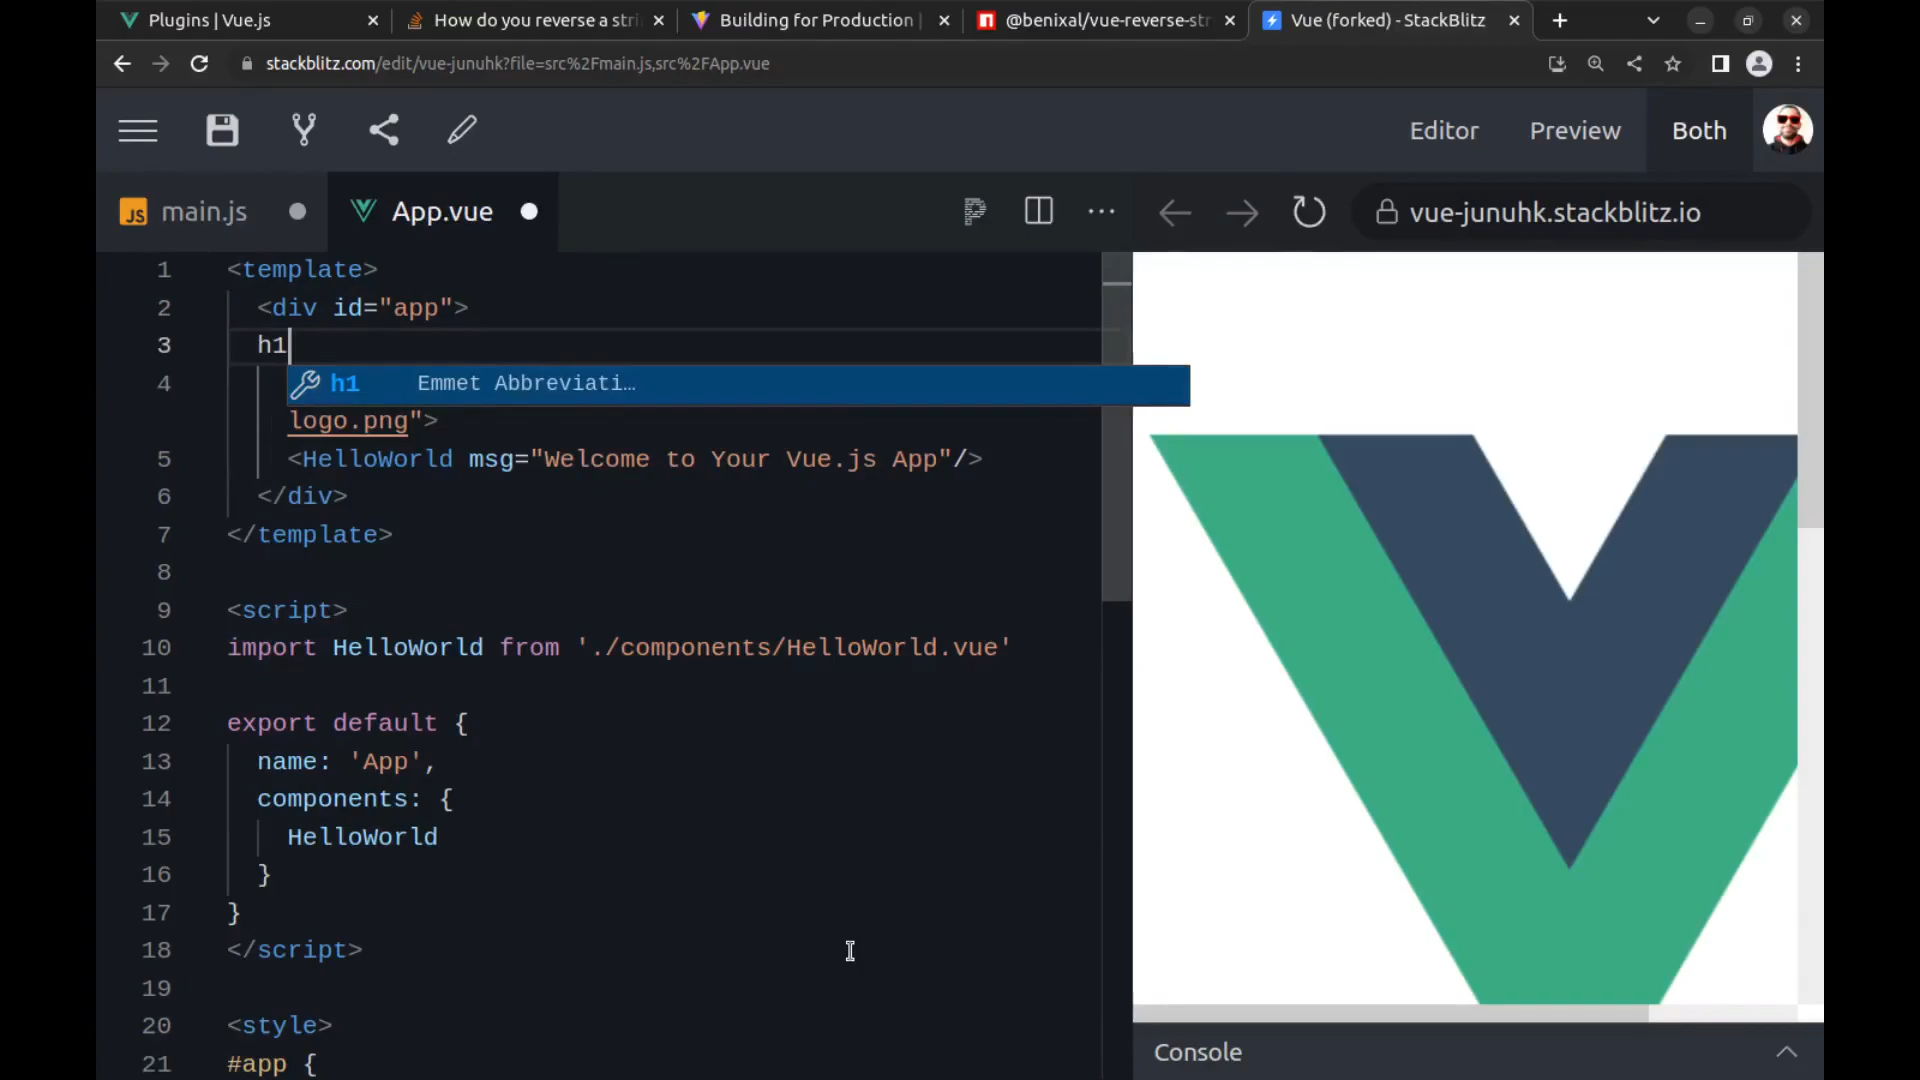 Plugins | Vue.js
How do you reverse a stri
Building for Production |
@benixal/vue-reverse-str
Vue (forked) - StackBlitz
stackblitz.com/edit/vue-junuhk?file=src%2Fmain.js,src%2FApp.vue
Editor
Preview
Both
JS main.js
App.vue
vue-junuhk.stackblitz.io
1 <template>
2 <div id="app">
3 h1
h1 Emmet Abbreviati…
4
logo.png">
5 <HelloWorld msg="Welcome to Your Vue.js App"/>
6 </div>
7 </template>
8
9 <script>
10 import HelloWorld from './components/HelloWorld.vue'
11
12 export default {
13 name: 'App',
14 components: {
15 HelloWorld
16 }
17 }
18 </script>
19
20 <style>
21 #app {
Console